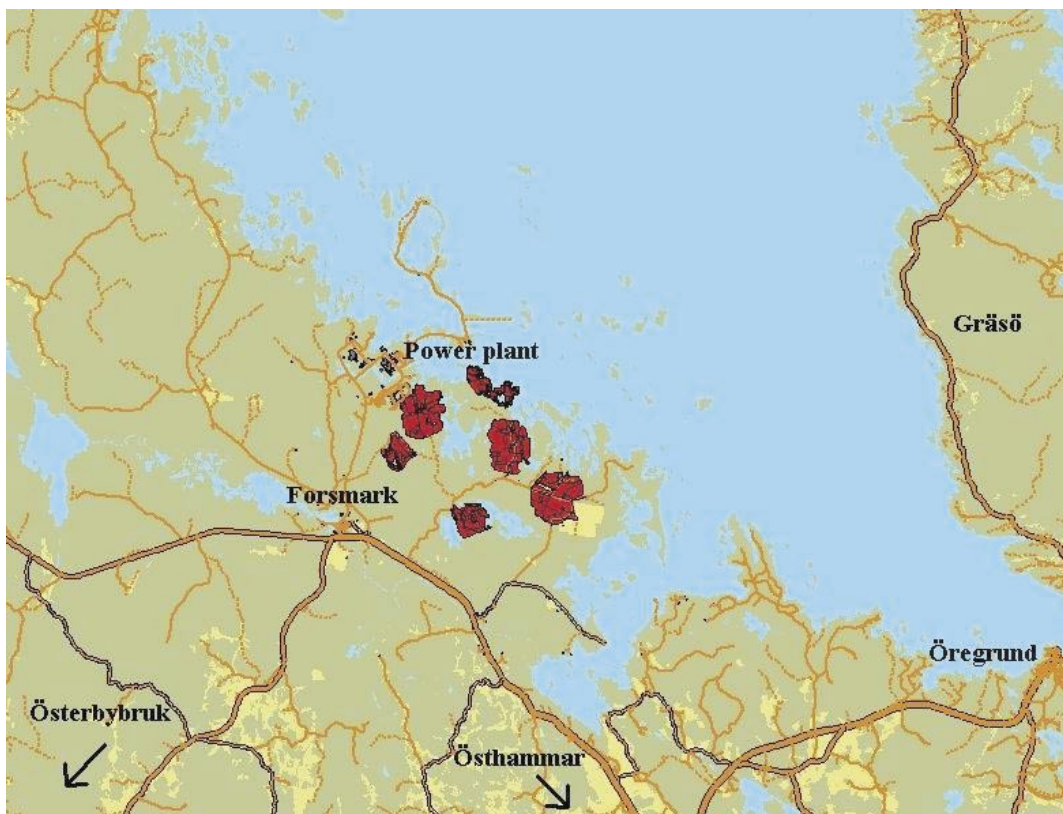 Gräsö
Power plant
Forsmark
Öregrund
Österbybruk
Östhammar